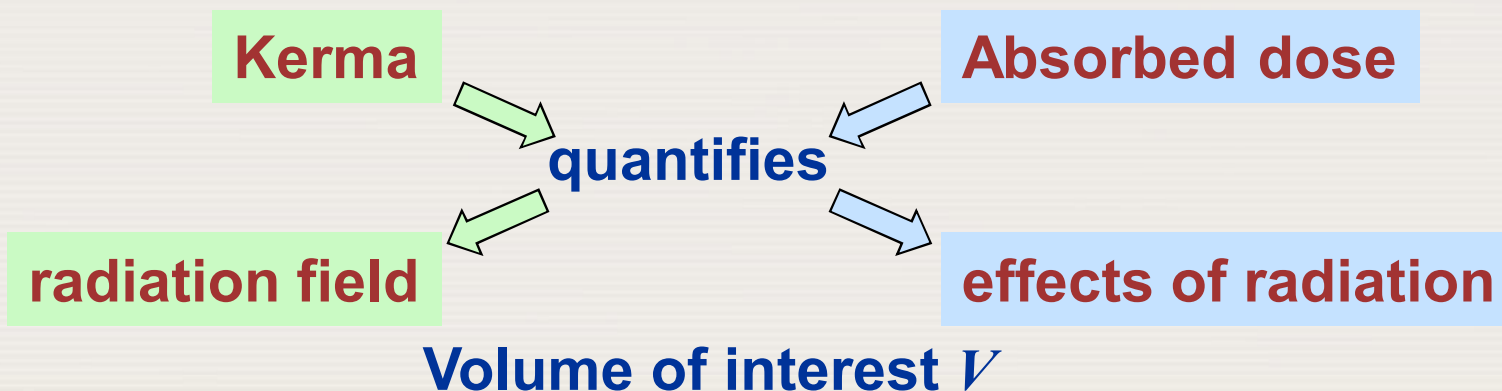 Kerma
Absorbed dose
quantifies
radiation field
effects of radiation
Volume of interest V